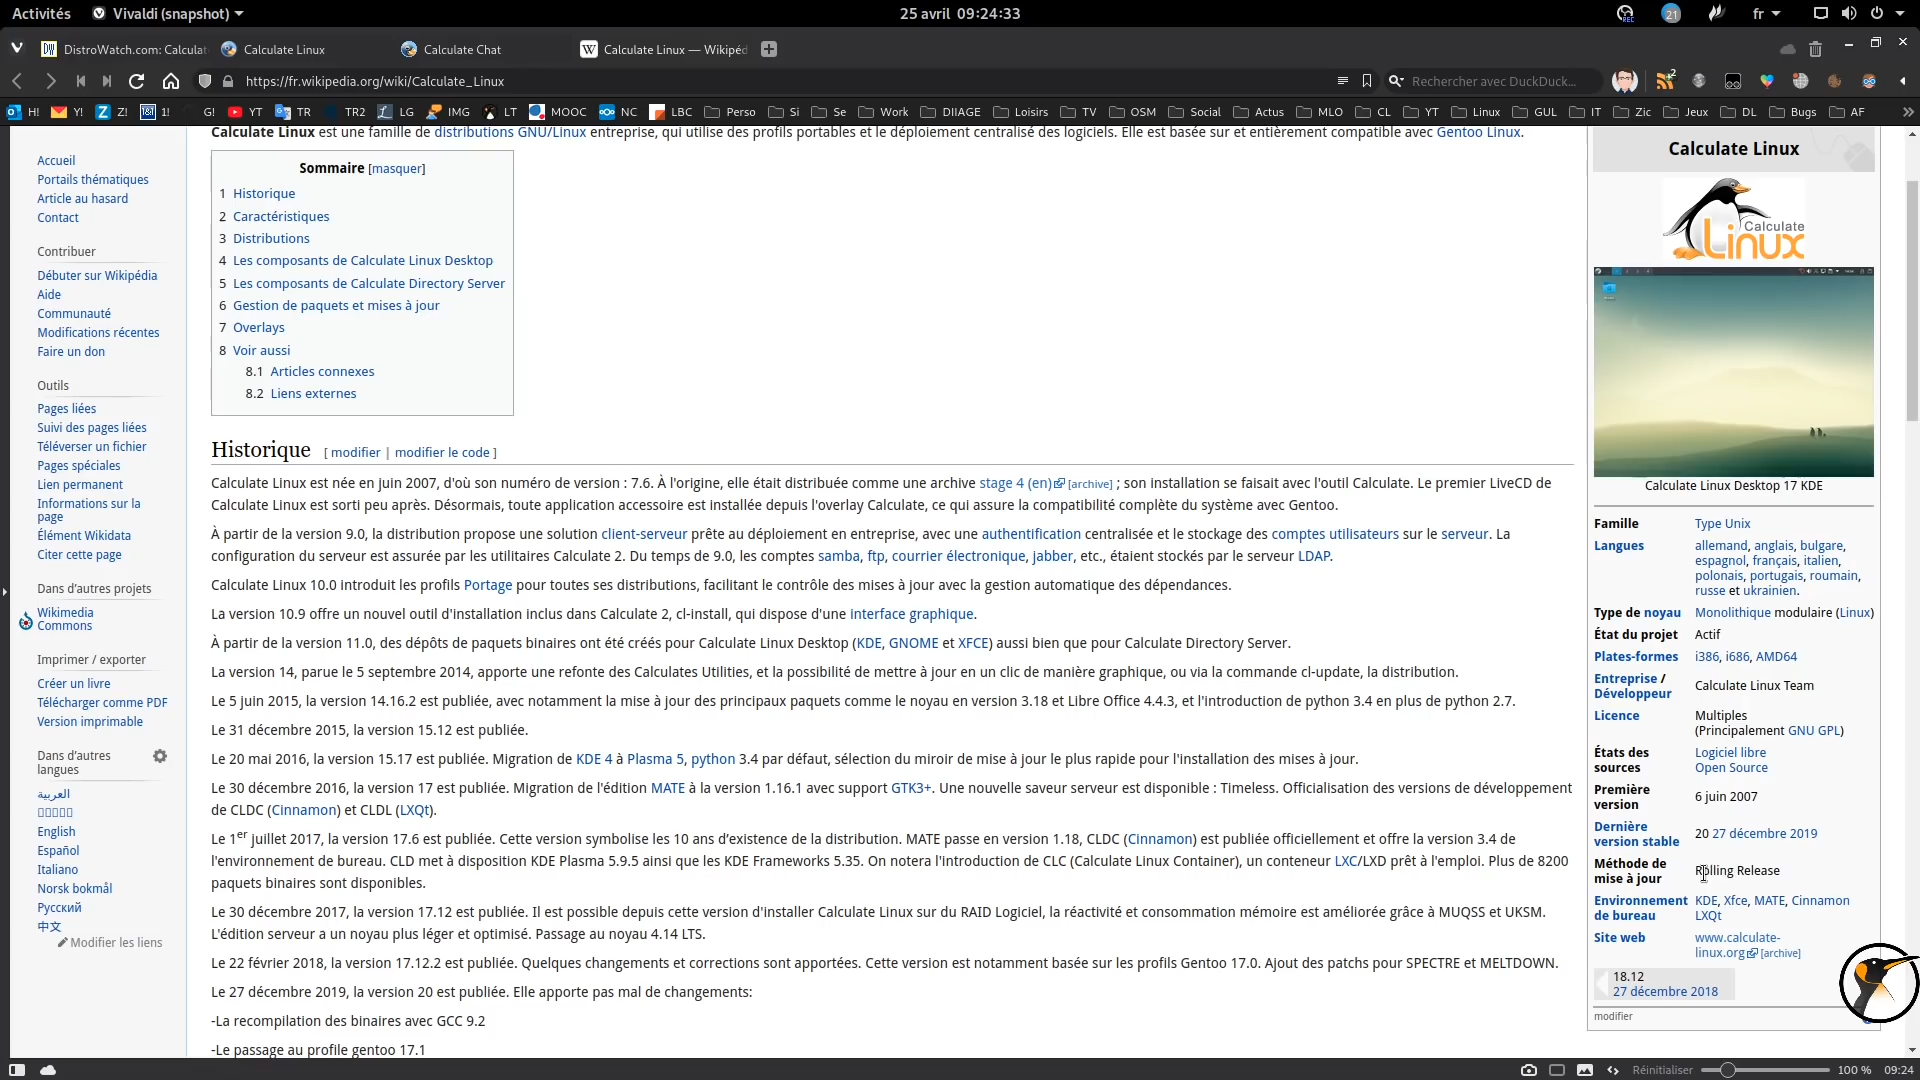 Activités
Vivaldi (snapshot)
25 avril 09:24:33
REC
21
fr
DistroWatch.com: Calculat
Calculate Linux
Calculate Chat
Calculate Linux — Wikipéd
https://fr.wikipedia.org/wiki/Calculate_Linux
Rechercher avec DuckDuck...
2
H!
Y!
Z!
1!
G!
YT
TR
TR2
LG
IMG
LT
MOOC
NC
LBC
Perso
Si
Se
Work
DIIAGE
Loisirs
TV
OSM
Social
Actus
MLO
CL
YT
Linux
GUL
IT
Zic
Jeux
DL
Bugs
AF
Accueil
Portails thématiques
Article au hasard
Contact
Contribuer
Débuter sur Wikipédia
Aide
Communauté
Modifications récentes
Faire un don
Outils
Pages liées
Suivi des pages liées
Téléverser un fichier
Pages spéciales
Lien permanent
Informations sur la
page
Élément Wikidata
Citer cette page
Dans d'autres projets
Wikimedia
Commons
Imprimer / exporter
Créer un livre
Télécharger comme PDF
Version imprimable
Dans d'autres
langues
العربية
English
Español
Italiano
Norsk bokmål
Русский
中文
Modifier les liens
Calculate Linux est une famille de distributions GNU/Linux entreprise, qui utilise des profils portables et le déploiement centralisé des logiciels. Elle est basée sur et entièrement compatible avec Gentoo Linux.
Sommaire [masquer]
1 Historique
2 Caractéristiques
3 Distributions
4 Les composants de Calculate Linux Desktop
5 Les composants de Calculate Directory Server
6 Gestion de paquets et mises à jour
7 Overlays
8 Voir aussi
8.1 Articles connexes
8.2 Liens externes
Historique [ modifier | modifier le code ]
Calculate Linux est née en juin 2007, d'où son numéro de version : 7.6. À l'origine, elle était distribuée comme une archive stage 4 (en) [archive] ; son installation se faisait avec l'outil Calculate. Le premier LiveCD de
Calculate Linux est sorti peu après. Désormais, toute application accessoire est installée depuis l'overlay Calculate, ce qui assure la compatibilité complète du système avec Gentoo.
À partir de la version 9.0, la distribution propose une solution client-serveur prête au déploiement en entreprise, avec une authentification centralisée et le stockage des comptes utilisateurs sur le serveur. La
configuration du serveur est assurée par les utilitaires Calculate 2. Du temps de 9.0, les comptes samba, ftp, courrier électronique, jabber, etc., étaient stockés par le serveur LDAP.
Calculate Linux 10.0 introduit les profils Portage pour toutes ses distributions, facilitant le contrôle des mises à jour avec la gestion automatique des dépendances.
La version 10.9 offre un nouvel outil d'installation inclus dans Calculate 2, cl-install, qui dispose d'une interface graphique.
À partir de la version 11.0, des dépôts de paquets binaires ont été créés pour Calculate Linux Desktop (KDE, GNOME et XFCE) aussi bien que pour Calculate Directory Server.
La version 14, parue le 5 septembre 2014, apporte une refonte des Calculates Utilities, et la possibilité de mettre à jour en un clic de manière graphique, ou via la commande cl-update, la distribution.
Le 5 juin 2015, la version 14.16.2 est publiée, avec notamment la mise à jour des principaux paquets comme le noyau en version 3.18 et Libre Office 4.4.3, et l'introduction de python 3.4 en plus de python 2.7.
Le 31 décembre 2015, la version 15.12 est publiée.
Le 20 mai 2016, la version 15.17 est publiée. Migration de KDE 4 à Plasma 5, python 3.4 par défaut, sélection du miroir de mise à jour le plus rapide pour l'installation des mises à jour.
Le 30 décembre 2016, la version 17 est publiée. Migration de l'édition MATE à la version 1.16.1 avec support GTK3+. Une nouvelle saveur serveur est disponible : Timeless. Officialisation des versions de développement
de CLDC (Cinnamon) et CLDL (LXQt).
Le 1er juillet 2017, la version 17.6 est publiée. Cette version symbolise les 10 ans d'existence de la distribution. MATE passe en version 1.18, CLDC (Cinnamon) est publiée officiellement et offre la version 3.4 de
l'environnement de bureau. CLD met à disposition KDE Plasma 5.9.5 ainsi que les KDE Frameworks 5.35. On notera l'introduction de CLC (Calculate Linux Container), un conteneur LXC/LXD prêt à l'emploi. Plus de 8200
paquets binaires sont disponibles.
Le 30 décembre 2017, la version 17.12 est publiée. Il est possible depuis cette version d'installer Calculate Linux sur du RAID Logiciel, la réactivité et consommation mémoire est améliorée grâce à MUQSS et UKSM.
L'édition serveur a un noyau plus léger et optimisé. Passage au noyau 4.14 LTS.
Le 22 février 2018, la version 17.12.2 est publiée. Quelques changements et corrections sont apportées. Cette version est notamment basée sur les profils Gentoo 17.0. Ajout des patchs pour SPECTRE et MELTDOWN.
Le 27 décembre 2019, la version 20 est publiée. Elle apporte pas mal de changements:
-La recompilation des binaires avec GCC 9.2
-Le passage au profile gentoo 17.1
Calculate Linux
Calculate
Linux
Calculate Linux Desktop 17 KDE
Famille Type Unix
Langues allemand, anglais, bulgare,
espagnol, français, italien,
polonais, portugais, roumain,
russe et ukrainien.
Type de noyau Monolithique modulaire (Linux)
État du projet Actif
Plates-formes i386, i686, AMD64
Entreprise /
Développeur Calculate Linux Team
Licence Multiples
(Principalement GNU GPL)
États des
sources Logiciel libre
Open Source
Première
version 6 juin 2007
Dernière
version stable 20 27 décembre 2019
Méthode de
mise à jour Rolling Release
Environnement
de bureau KDE, Xfce, MATE, Cinnamon
LXQt
Site web www.calculate-
linux.org [archive]
18.12
27 décembre 2018
modifier
Réinitialiser
100 %
09:24